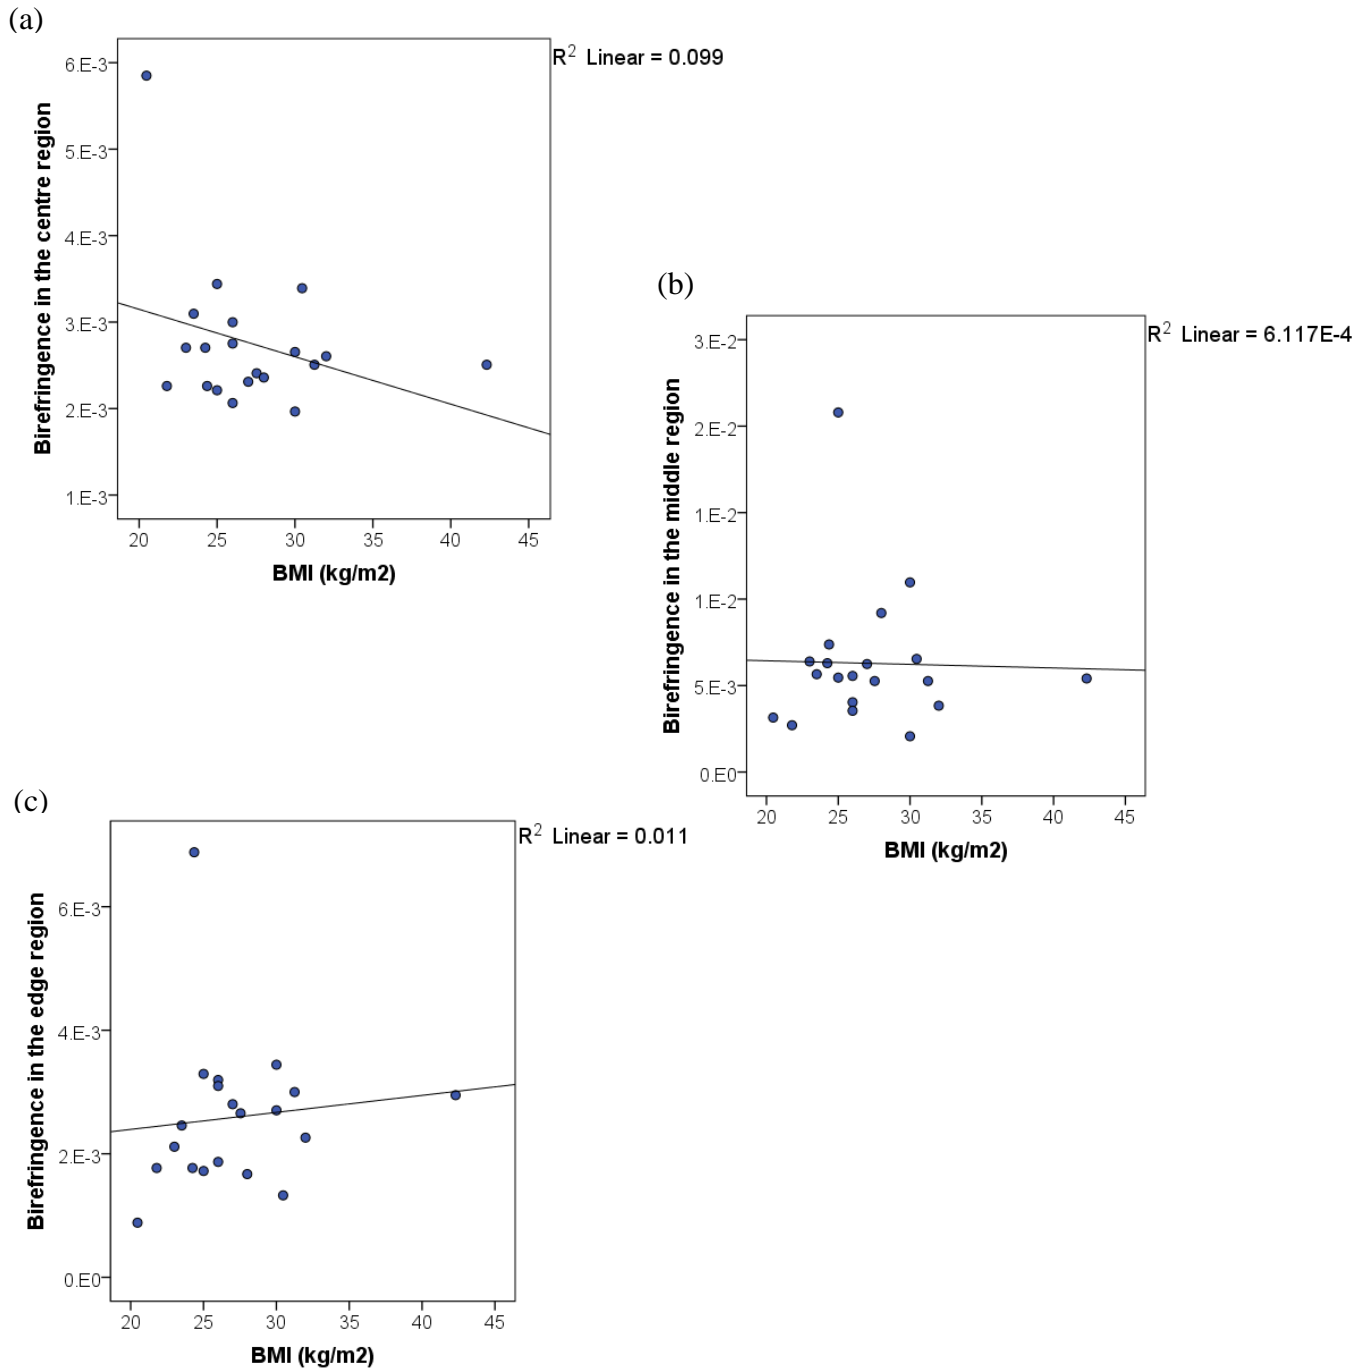 (a)
R² Linear = 0.099
Birefringence in the centre region
6.E-3
5.E-3
4.E-3
3.E-3
2.E-3
1.E-3
20 25 30 35 40 45
BMI (kg/m2)
(b)
R² Linear = 6.117E-4
Birefringence in the middle region
3.E-2
2.E-2
1.E-2
1.E-2
5.E-3
0.E0
20 25 30 35 40 45
BMI (kg/m2)
(c)
R² Linear = 0.011
Birefringence in the edge region
6.E-3
4.E-3
2.E-3
0.E0
20 25 30 35 40 45
BMI (kg/m2)